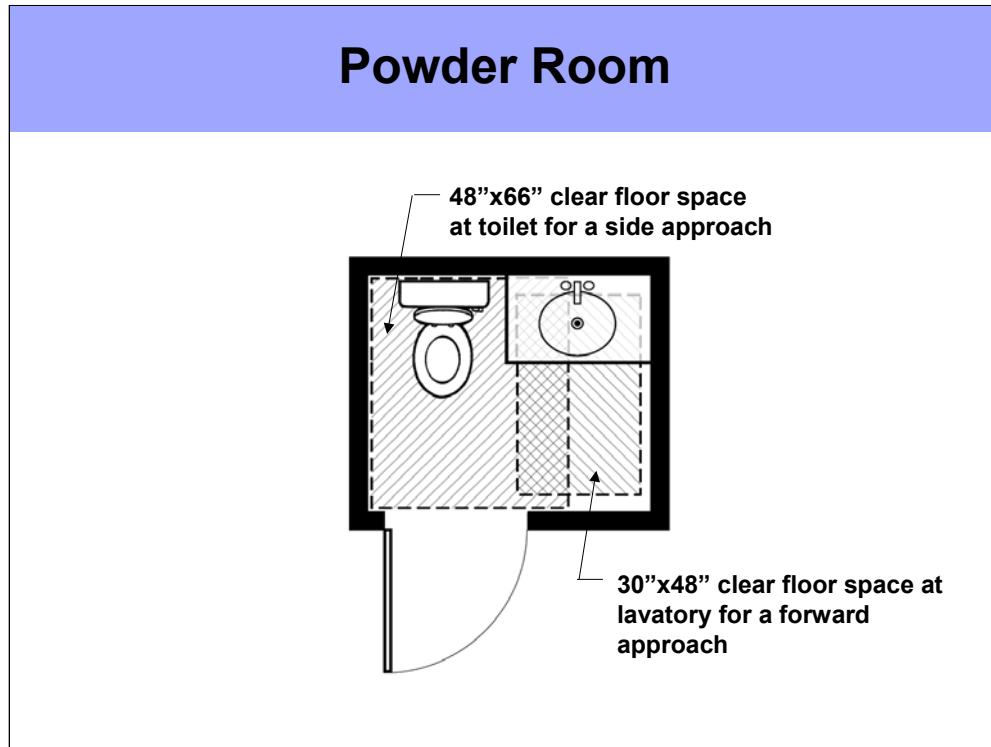 Powder Room
48”x66” clear floor space
at toilet for a side approach
30”x48” clear floor space at
lavatory for a forward
approach